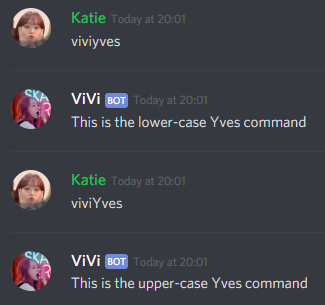 Katie Today at 20:01
viviyves
ViVi BOT Today at 20:01
This is the lower-case Yves command
Katie Today at 20:01
viviYves
ViVi BOT Today at 20:01
This is the upper-case Yves command